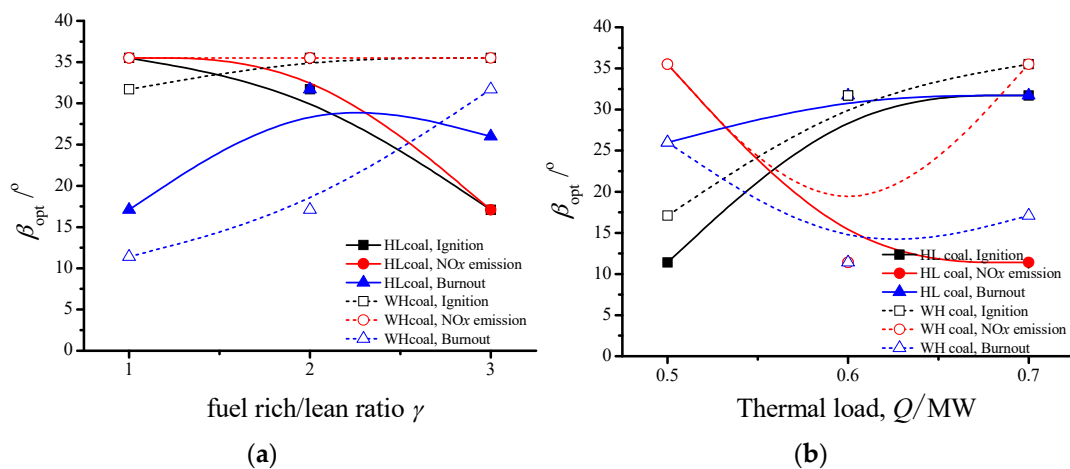 40
35
30
25
20
15
10
5
0
β_opt /°
HLcoal, Ignition
HLcoal, NOx emission
HLcoal, Burnout
WHcoal, Ignition
WHcoal, NOx emission
WHcoal, Burnout
1 2 3
fuel rich/lean ratio γ
(a)
40
35
30
25
20
15
10
5
0
β_opt /°
HL coal, Ignition
HL coal, NOx emission
HL coal, Burnout
WH coal, Ignition
WH coal, NOx emission
WH coal, Burnout
0.5 0.6 0.7
Thermal load, Q/MW
(b)